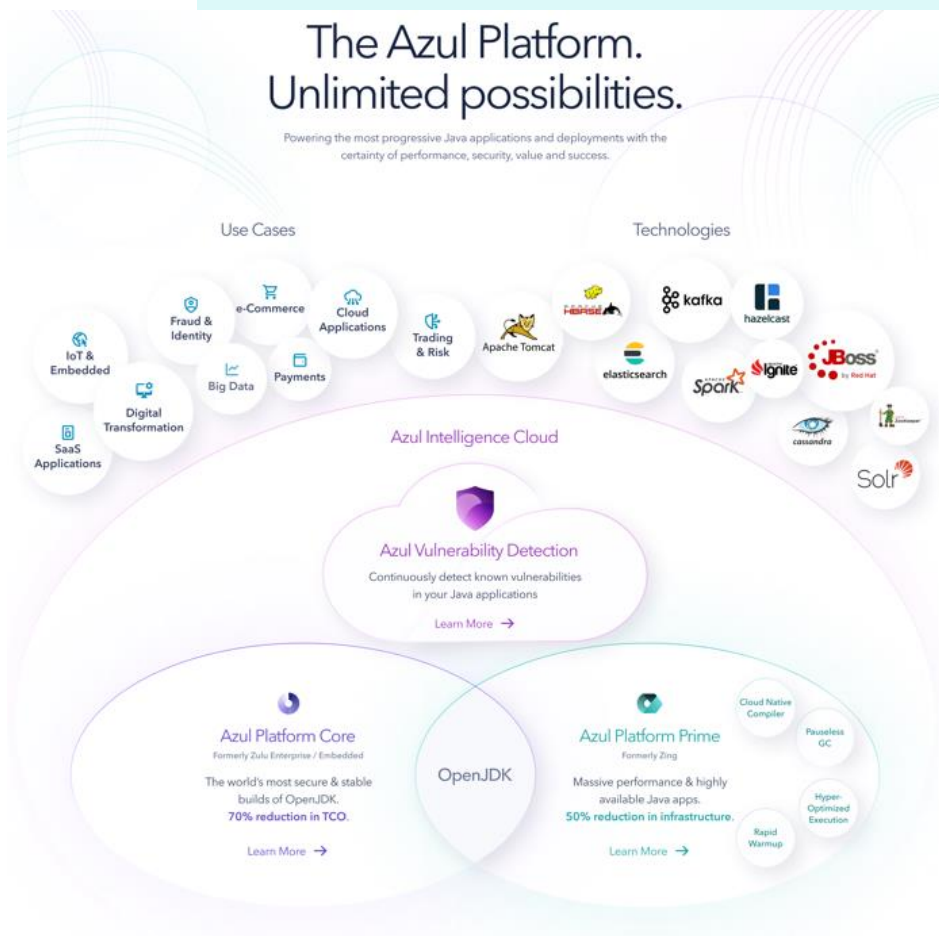 The Azul Platform.
Unlimited possibilities.
Powering the most progressive Java applications and deployments with the
certainty of performance, security, value and success.
Use Cases
Technologies
IoT &
Embedded
Fraud &
Identity
e-Commerce
Cloud
Applications
Trading
& Risk
Big Data
Payments
Digital
Transformation
SaaS
Applications
Apache Tomcat
APACHE
HBASE
kafka
hazelcast
elasticsearch
APACHE
Spark
Ignite
JBoss
by Red Hat
cassandra
ZooKeeper
Solr
Azul Intelligence Cloud
Azul Vulnerability Detection
Continuously detect known vulnerabilities
in your Java applications
Learn More →
Azul Platform Core
Formerly Zulu Enterprise / Embedded
The world's most secure & stable
builds of OpenJDK.
70% reduction in TCO.
Learn More →
OpenJDK
Azul Platform Prime
Formerly Zing
Massive performance & highly
available Java apps.
50% reduction in infrastructure.
Learn More →
Cloud Native
Compiler
Pauseless
GC
Hyper-
Optimized
Execution
Rapid
Warmup